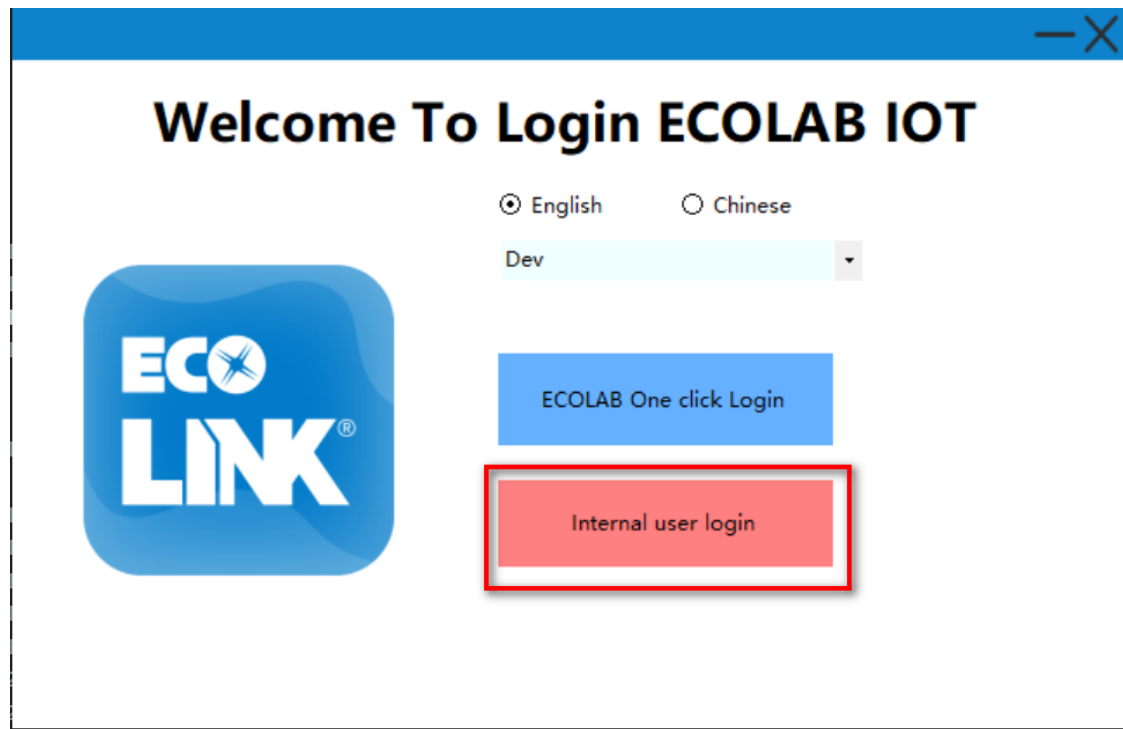 Welcome To Login ECOLAB IOT
English Chinese
Dev
ECO
LINK®
ECOLAB One click Login
Internal user login